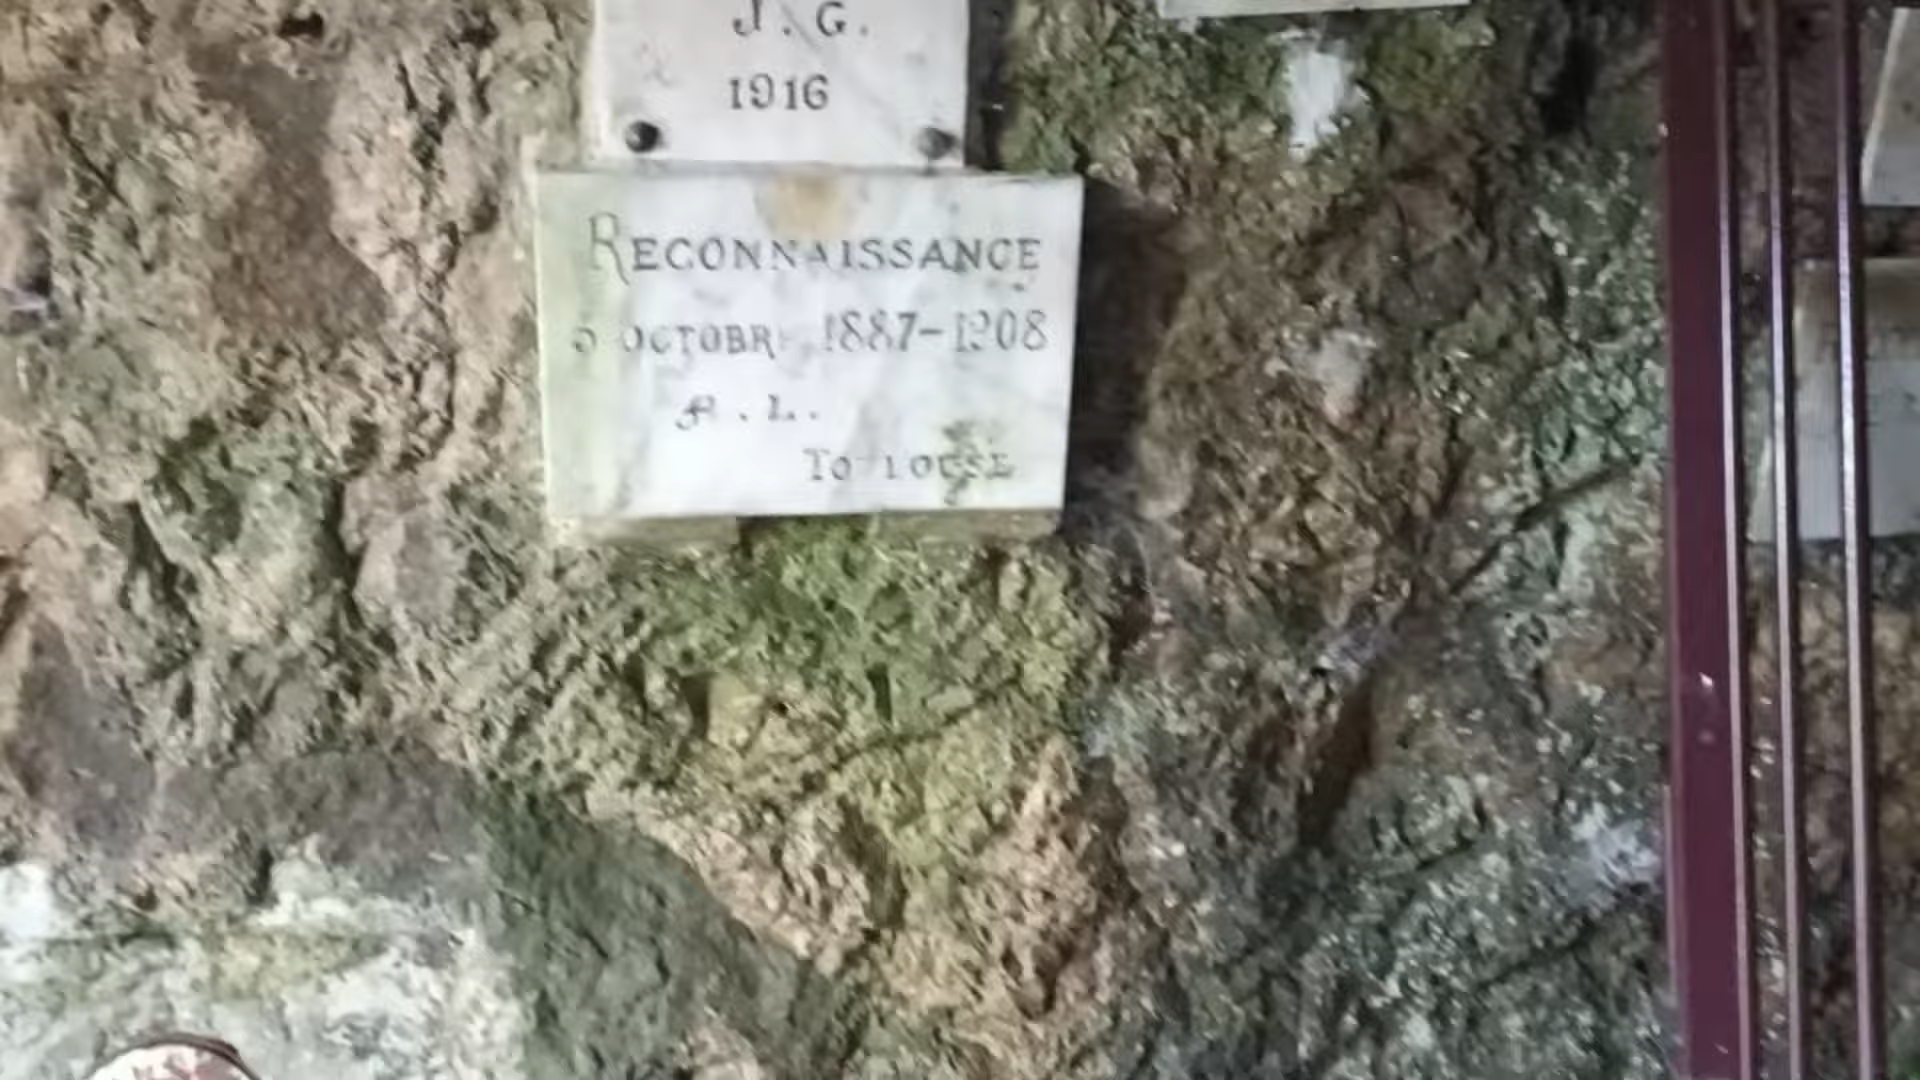 J. G.
1916
RECONNAISSANCE
OCTOBRE 1887-1908
L.
TOULOUSE